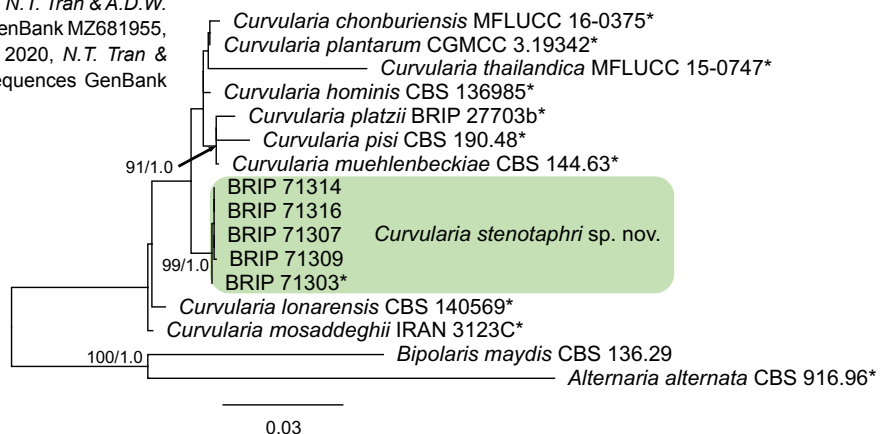 N.T. Tran & A.D.W.
GenBank MZ681955,
2020, N.T. Tran &
equences GenBank
Curvularia chonburiensis MFLUCC 16-0375*
Curvularia plantarum CGMCC 3.19342*
Curvularia thailandica MFLUCC 15-0747*
Curvularia hominis CBS 136985*
Curvularia platzii BRIP 27703b*
Curvularia pisi CBS 190.48*
91/1.0
Curvularia muehlenbeckiae CBS 144.63*
BRIP 71314
BRIP 71316
BRIP 71307 Curvularia stenotaphri sp. nov.
BRIP 71309
99/1.0
BRIP 71303*
Curvularia lonarensis CBS 140569*
Curvularia mosaddeghii IRAN 3123C*
100/1.0 Bipolaris maydis CBS 136.29
Alternaria alternata CBS 916.96*
0.03